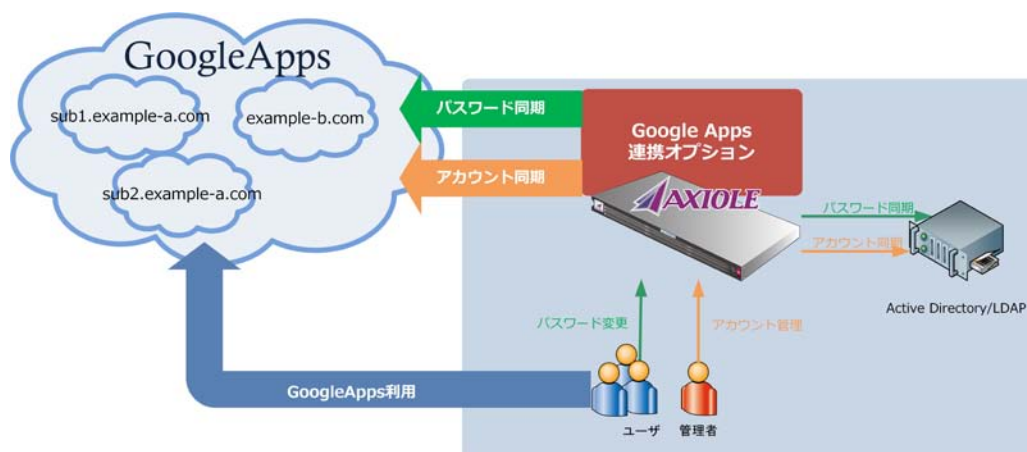 GoogleApps
sub1.example-a.com
example-b.com
sub2.example-a.com
パスワード同期
アカウント同期
Google Apps
連携オプション
AXIOLE
パスワード同期
アカウント同期
Active Directory/LDAP
パスワード変更
アカウント管理
GoogleApps利用
ユーザ
管理者